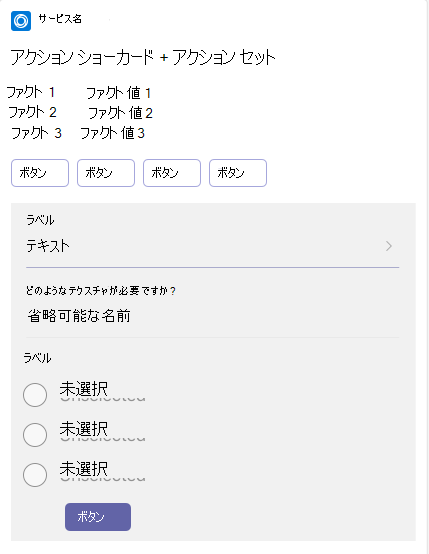 サービス名
アクション ショーカード + アクション セット
ファクト 1 ファクト値 1
ファクト 2 ファクト値 2
ファクト 3 ファクト値 3
ボタン ボタン ボタン ボタン
ラベル
テキスト
どのようなテクスチャが必要ですか?
省略可能な名前
ラベル
未選択
Unselected
未選択
Unselected
未選択
Unselected
ボタン